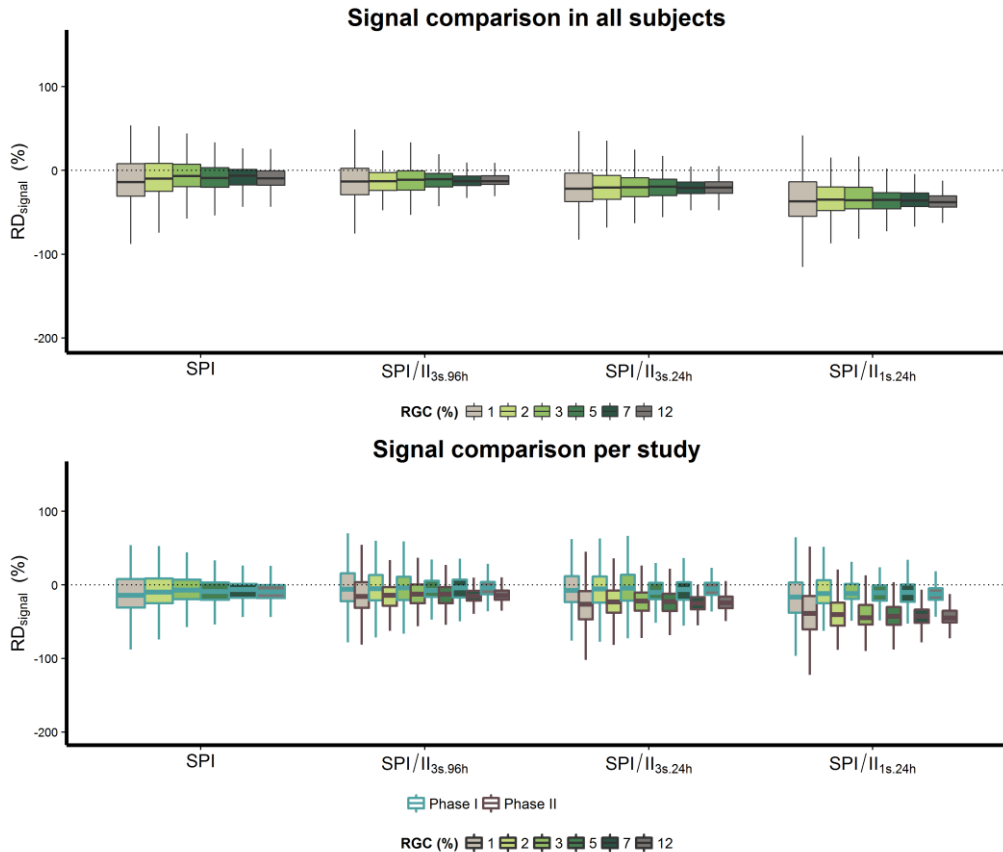 Signal comparison in all subjects
100
0
-100
-200
RDsignal (%)
SPI SPI/II3s.96h SPI/II3s.24h SPI/II1s.24h
RGC (%) 1 2 3 5 7 12
Signal comparison per study
100
0
-100
-200
RDsignal (%)
SPI SPI/II3s.96h SPI/II3s.24h SPI/II1s.24h
Phase I Phase II
RGC (%) 1 2 3 5 7 12